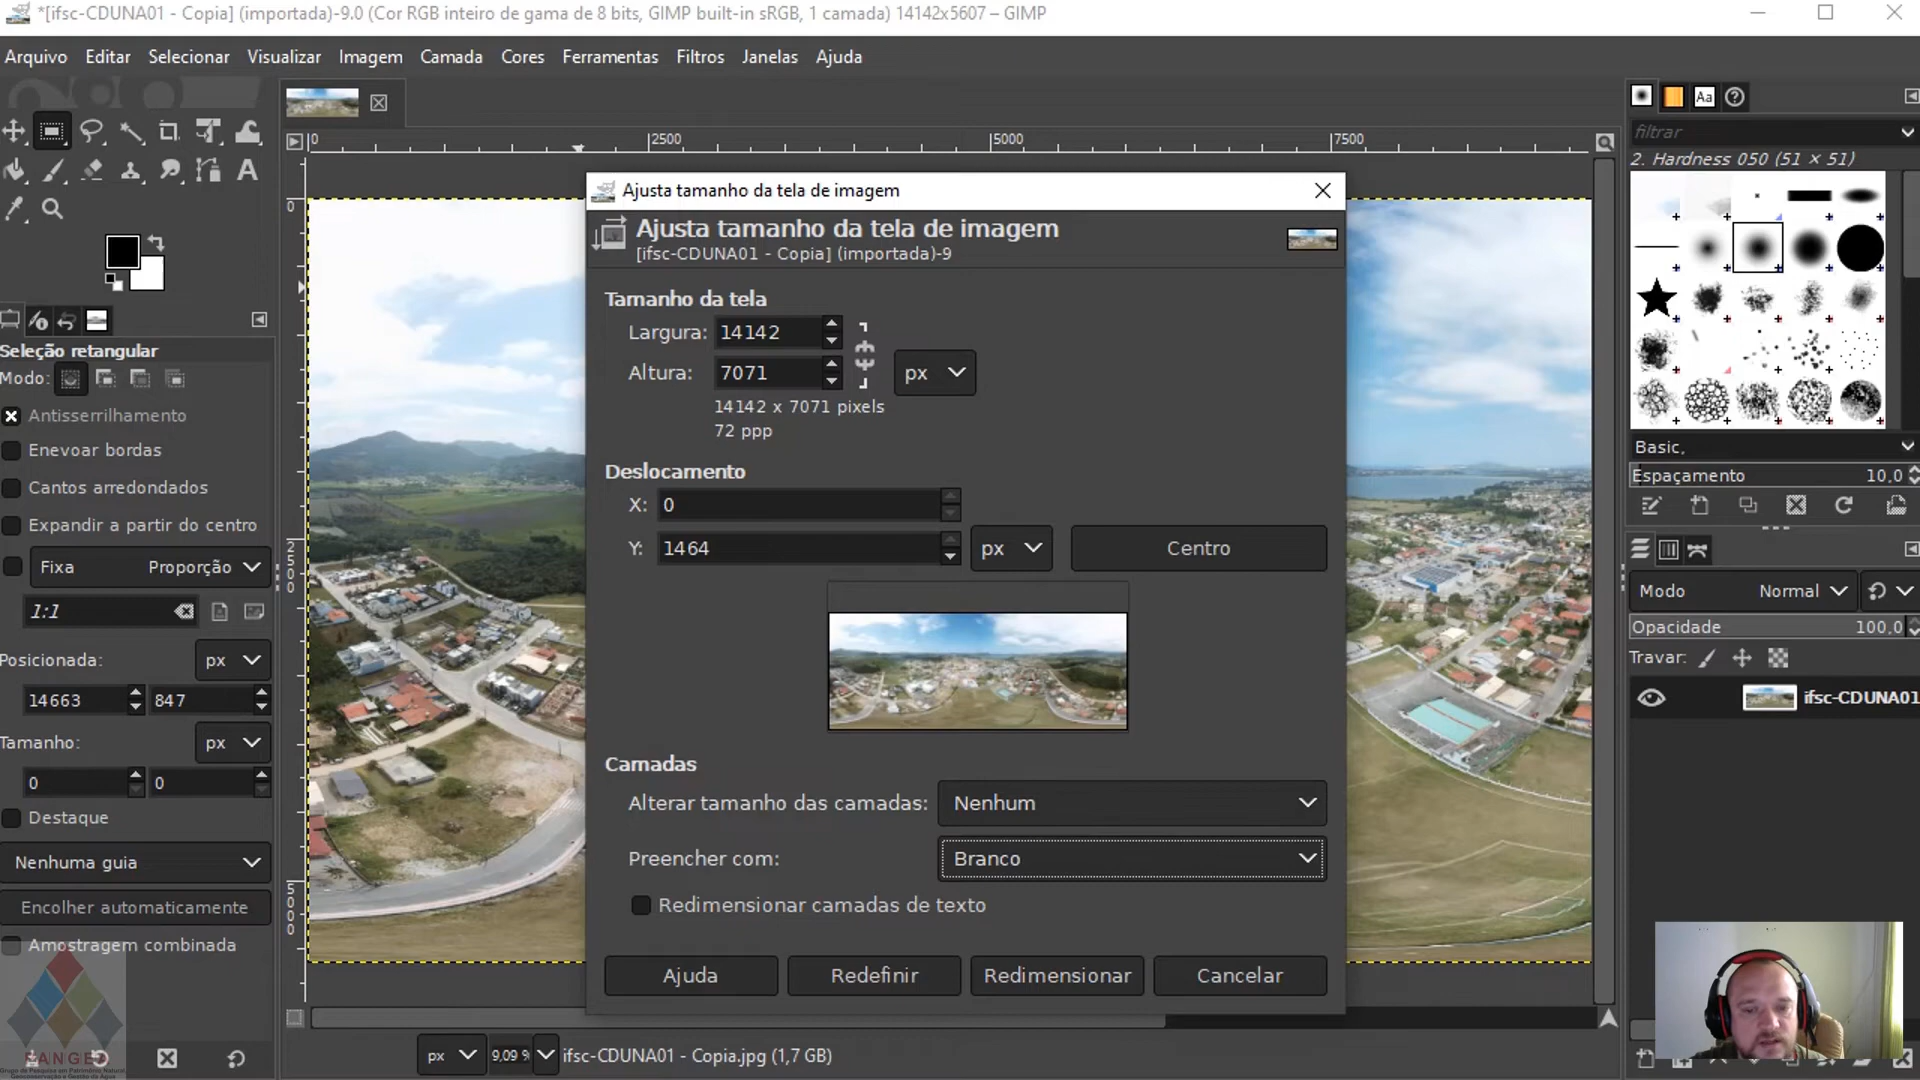 *[ifsc-CDUNA01 - Copia] (importada)-9.0 (Cor RGB inteiro de gama de 8 bits, GIMP built-in sRGB, 1 camada) 14142x5607 – GIMP
Arquivo Editar Selecionar Visualizar Imagem Camada Cores Ferramentas Filtros Janelas Ajuda
0 2500 5000 7500
filtrar
2. Hardness 050 (51 × 51)
Ajusta tamanho da tela de imagem
Ajusta tamanho da tela de imagem
[ifsc-CDUNA01 - Copia] (importada)-9
Tamanho da tela
Largura: 14142
Altura: 7071 px
14142 x 7071 pixels
72 ppp
Deslocamento
X: 0
Y: 1464 px Centro
Camadas
Alterar tamanho das camadas: Nenhum
Preencher com: Branco
Redimensionar camadas de texto
Ajuda Redefinir Redimensionar Cancelar
Seleção retangular
Modo:
Antisserrilhamento
Enevoar bordas
Cantos arredondados
Expandir a partir do centro
Fixa Proporção
1:1
Posicionada: px
14663 847
Tamanho: px
0 0
Destaque
Nenhuma guia
Encolher automaticamente
Amostragem combinada
0
2500
5000
Basic,
Espaçamento 10,0
Modo Normal
Opacidade 100,0
Travar:
ifsc-CDUNA01
px 9,09 % ifsc-CDUNA01 - Copia.jpg (1,7 GB)